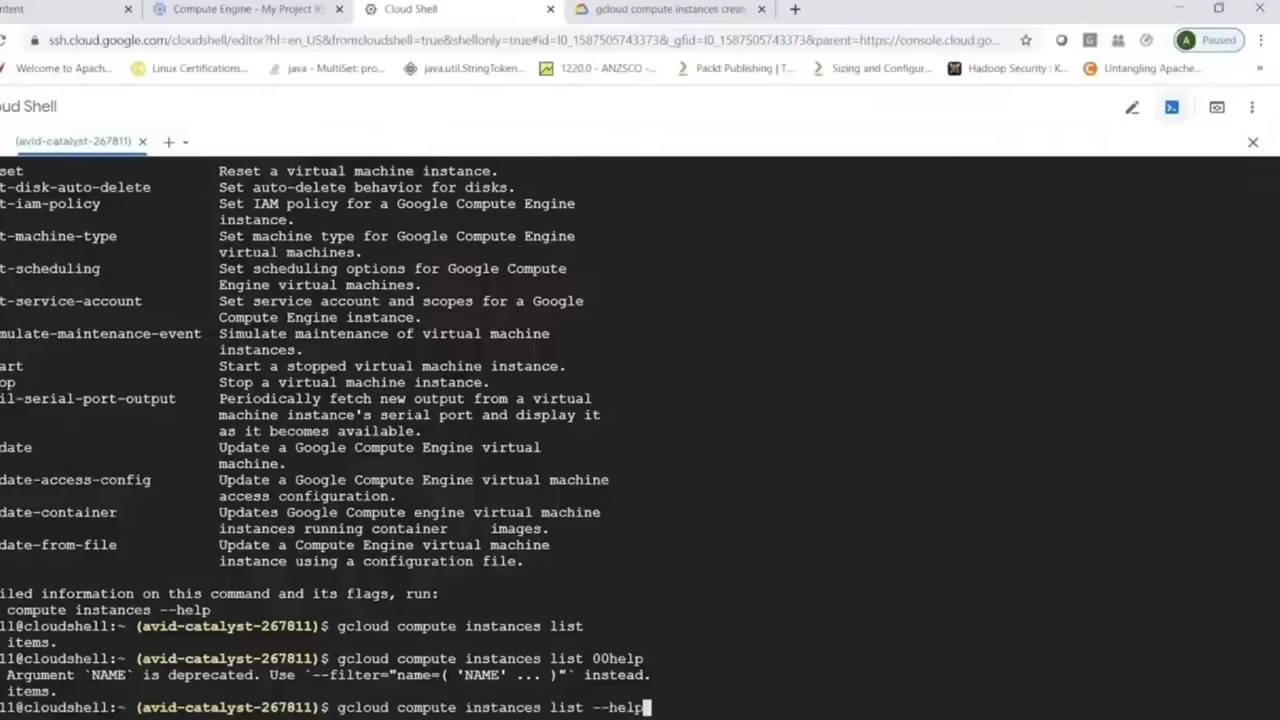 ntent
Compute Engine - My Project 9
Cloud Shell
gcloud compute instances creat
ssh.cloud.google.com/cloudshell/editor?hl=en_US&fromcloudshell=true&shellonly=true#id=I0_1587505743373&_gfid=I0_1587505743373&parent=https://console.cloud.go...
A Paused
Welcome to Apach...
Linux Certifications...
java - MultiSet: pro...
java.util.StringToken...
1220.0 - ANZSCO -...
Packt Publishing | T...
Sizing and Configur...
Hadoop Security : K...
Untangling Apache...
»
oud Shell
(avid-catalyst-267811)
set Reset a virtual machine instance.
t-disk-auto-delete Set auto-delete behavior for disks.
t-iam-policy Set IAM policy for a Google Compute Engine
instance.
t-machine-type Set machine type for Google Compute Engine
virtual machines.
t-scheduling Set scheduling options for Google Compute
Engine virtual machines.
t-service-account Set service account and scopes for a Google
Compute Engine instance.
mulate-maintenance-event Simulate maintenance of virtual machine
instances.
art Start a stopped virtual machine instance.
op Stop a virtual machine instance.
il-serial-port-output Periodically fetch new output from a virtual
machine instance's serial port and display it
as it becomes available.
date Update a Google Compute Engine virtual
machine.
date-access-config Update a Google Compute Engine virtual machine
access configuration.
date-container Updates Google Compute engine virtual machine
instances running container images.
date-from-file Update a Compute Engine virtual machine
instance using a configuration file.
iled information on this command and its flags, run:
compute instances --help
11@cloudshell:~ (avid-catalyst-267811)$ gcloud compute instances list
items.
11@cloudshell:~ (avid-catalyst-267811)$ gcloud compute instances list 00help
Argument `NAME` is deprecated. Use `--filter="name=( 'NAME' ... )"` instead.
items.
11@cloudshell:~ (avid-catalyst-267811)$ gcloud compute instances list --help